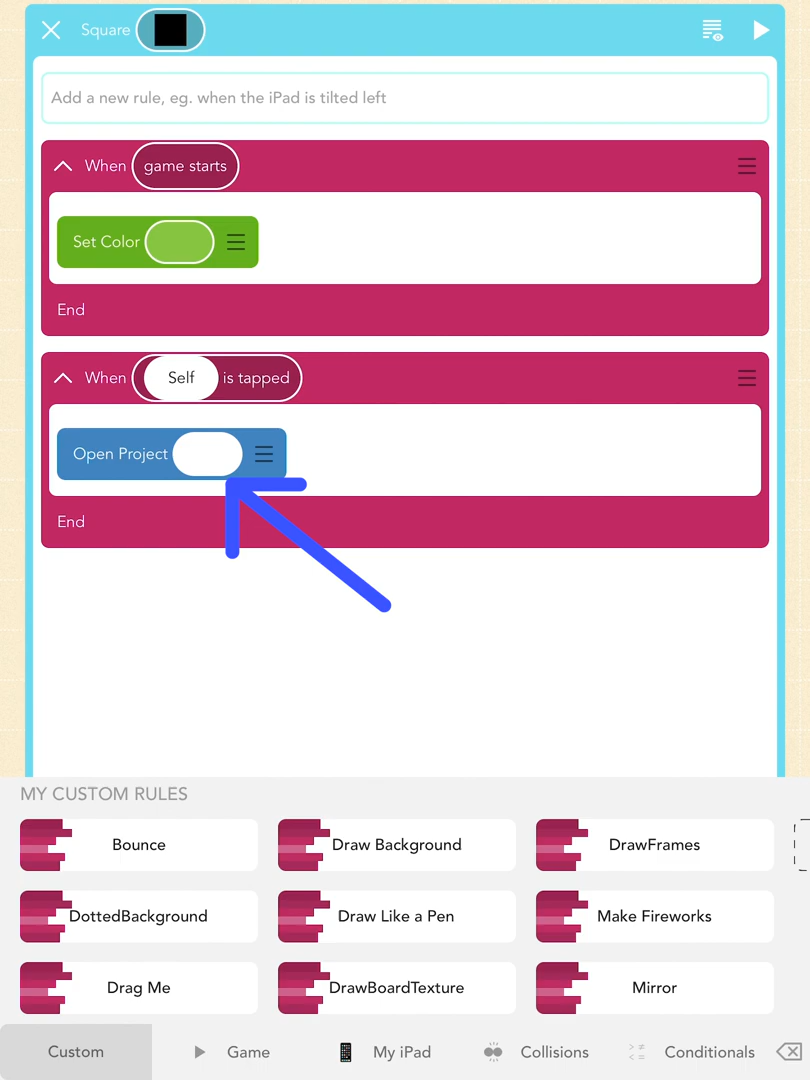 Square
Add a new rule, eg. when the iPad is tilted left
When game starts
Set Color
End
When Self is tapped
Open Project
End
MY CUSTOM RULES
Bounce Draw Background DrawFrames
DottedBackground Draw Like a Pen Make Fireworks
Drag Me DrawBoardTexture Mirror
Custom Game My iPad Collisions Conditionals